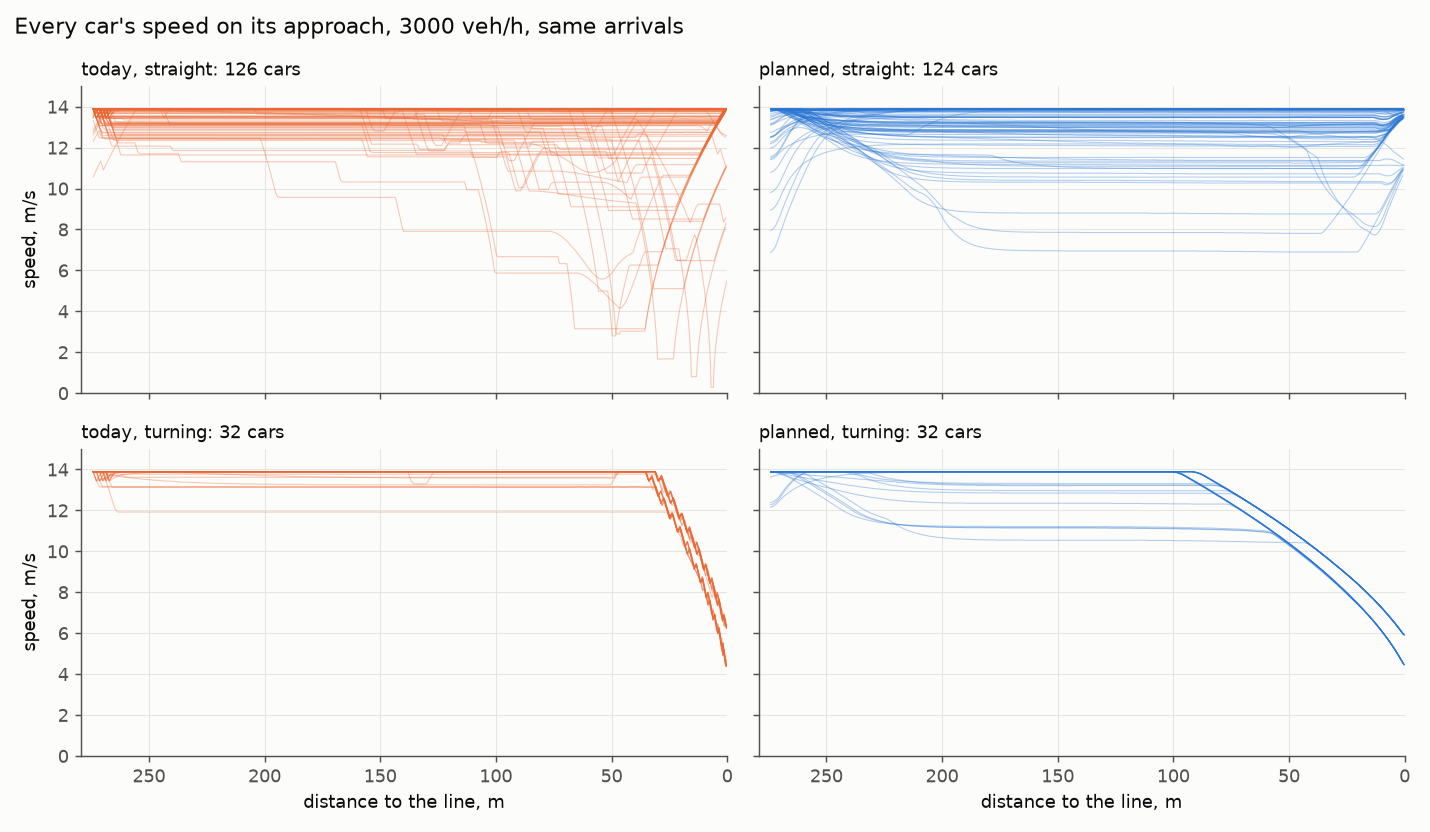 Every car's speed on its approach, 3000 veh/h, same arrivals
today, straight: 126 cars
planned, straight: 124 cars
speed, m/s
14
12
10
8
6
4
2
0
today, turning: 32 cars
planned, turning: 32 cars
speed, m/s
14
12
10
8
6
4
2
0
250 200 150 100 50 0
250 200 150 100 50 0
distance to the line, m
distance to the line, m